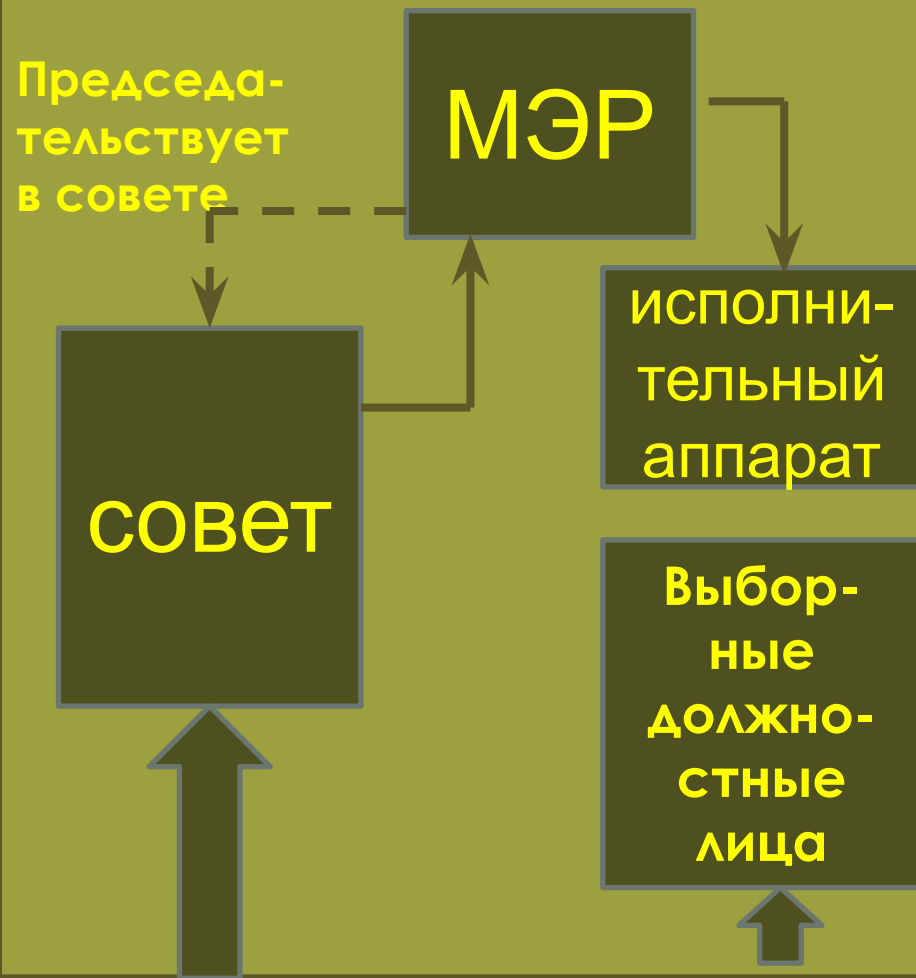 Председа-
тельствует
в совете
МЭР
исполни-
тельный
аппарат
совет
Выбор-
ные
должно-
стные
лица